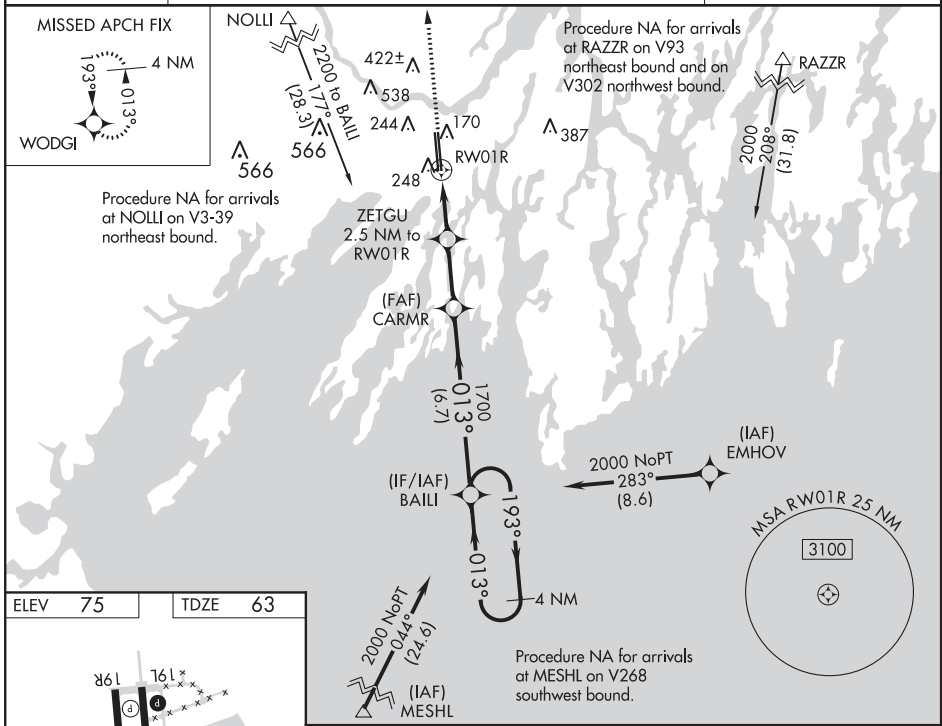 MISSED APCH FIX
4 NM
193°
013°
WODGI
NOLLI
2200 to BAILI
177°
(28.3)
422±
538
244
170
566
566
248
387
RW01R
Procedure NA for arrivals
at RAZZR on V93
northeast bound and on
V302 northwest bound.
RAZZR
2000
208°
(31.8)
Procedure NA for arrivals
at NOLLI on V3-39
northeast bound.
ZETGU
2.5 NM to
RW01R
(FAF)
CARMR
1700
013°
(6.7)
(IF/IAF)
BAILI
193°
013°
4 NM
2000 NoPT
283°
(8.6)
(IAF)
EMHOV
MSA RW01R 25 NM
3100
2000 NoPT
044°
(24.6)
(IAF)
MESHL
Procedure NA for arrivals
at MESHL on V268
southwest bound.
ELEV 75
TDZE 63
19R
19L
P
P